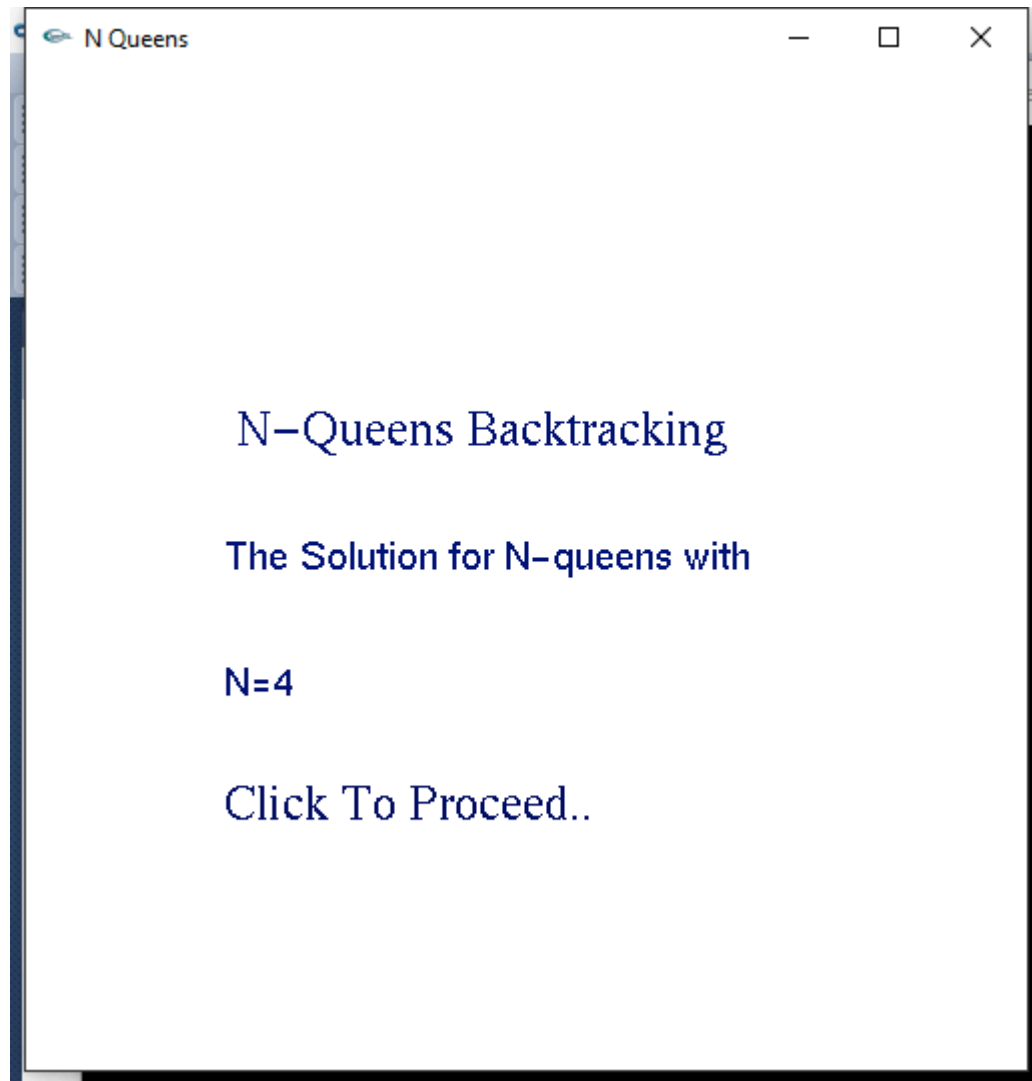 N Queens
N-Queens Backtracking
The Solution for N-queens with
N=4
Click To Proceed..